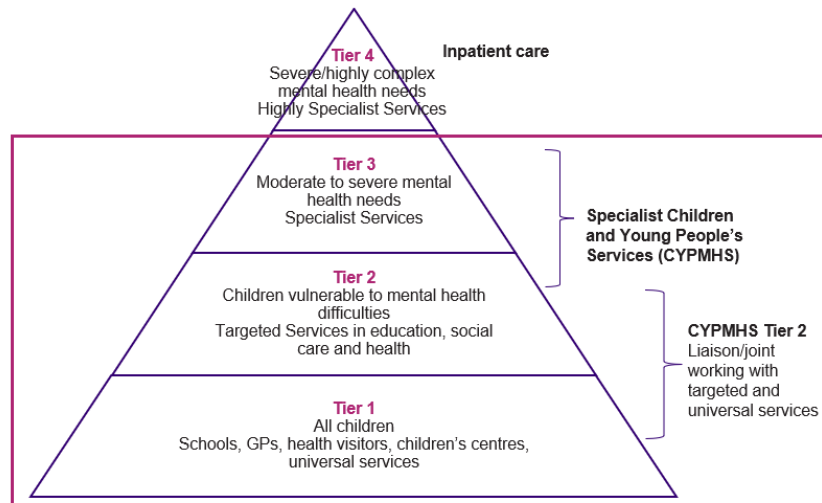 Tier 4
Severe/highly complex
mental health needs
Highly Specialist Services
Inpatient care
Tier 3
Moderate to severe mental
health needs
Specialist Services
Specialist Children
and Young People's
Services (CYPMHS)
Tier 2
Children vulnerable to mental health
difficulties
Targeted Services in education, social
care and health
CYPMHS Tier 2
Liaison/joint
working with
targeted and
universal services
Tier 1
All children
Schools, GPs, health visitors, children's centres,
universal services